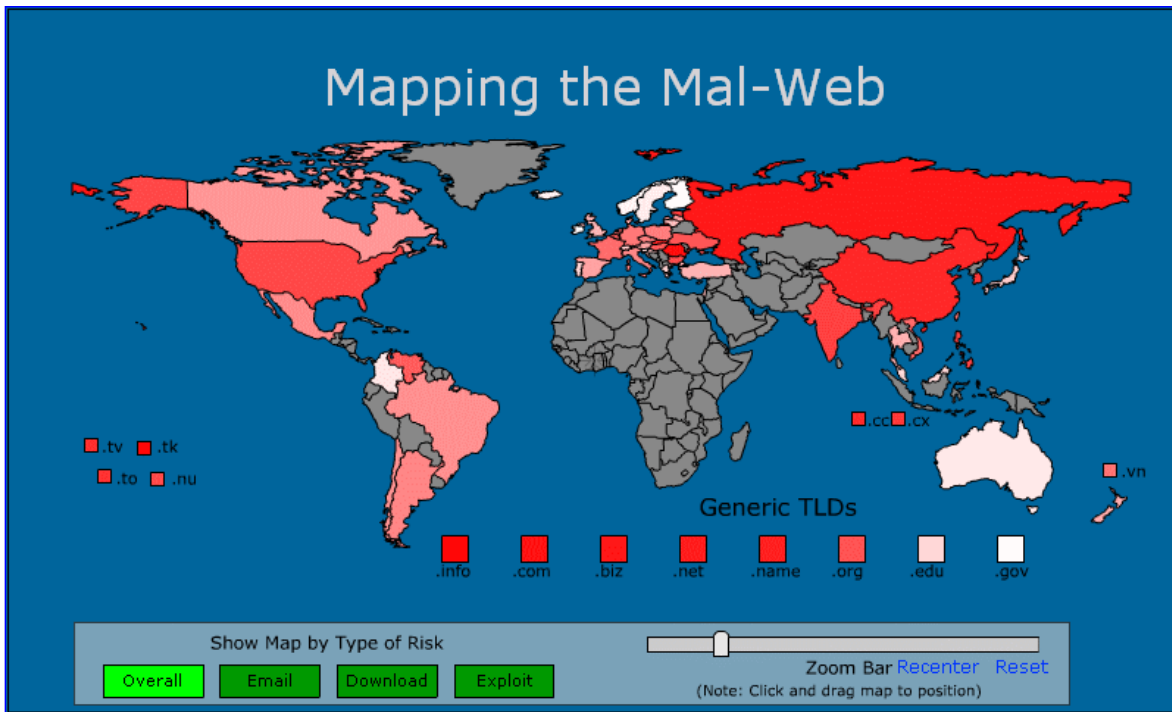 Mapping the Mal-Web
.tv
.tk
.to
.nu
.cc
.cx
.vn
Generic TLDs
.info
.com
.biz
.net
.name
.org
.edu
.gov
Show Map by Type of Risk
Overall
Email
Download
Exploit
Zoom Bar Recenter Reset
(Note: Click and drag map to position)